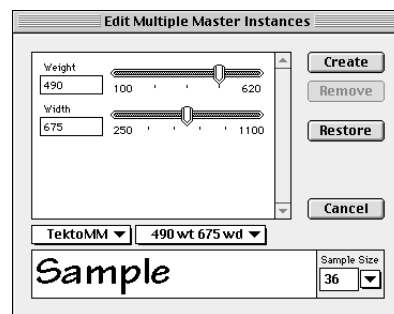 Edit Multiple Master Instances
Weight
490
100 620
Width
675
250 1100
Create
Remove
Restore
Cancel
TektoMM 490 wt 675 wd
Sample
Sample Size
36